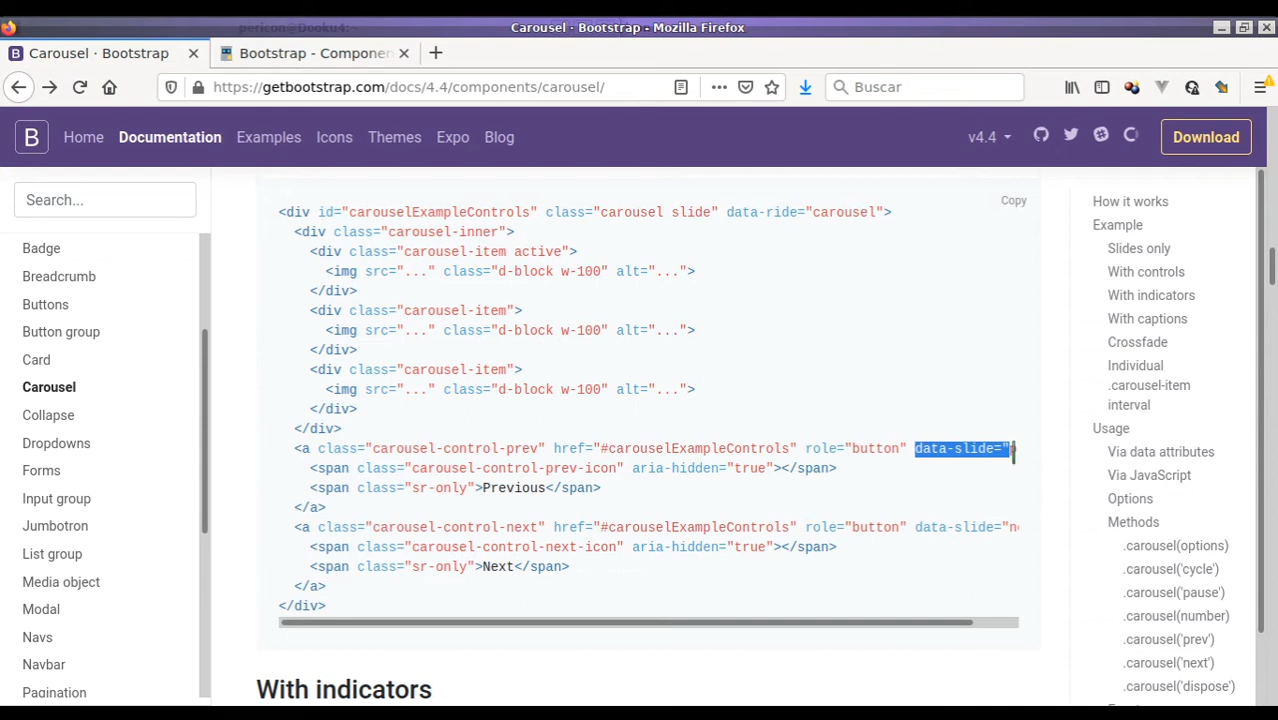 pericon@Dooku4:~
Carousel · Bootstrap - Mozilla Firefox
Carousel · Bootstrap
Bootstrap - Componen
https://getbootstrap.com/docs/4.4/components/carousel/
Buscar
B Home Documentation Examples Icons Themes Expo Blog v4.4 Download
Search...
Badge
Breadcrumb
Buttons
Button group
Card
Carousel
Collapse
Dropdowns
Forms
Input group
Jumbotron
List group
Media object
Modal
Navs
Navbar
Pagination
Copy
<div id="carouselExampleControls" class="carousel slide" data-ride="carousel">
<div class="carousel-inner">
<div class="carousel-item active">
<img src="..." class="d-block w-100" alt="...">
</div>
<div class="carousel-item">
<img src="..." class="d-block w-100" alt="...">
</div>
<div class="carousel-item">
<img src="..." class="d-block w-100" alt="...">
</div>
</div>
<a class="carousel-control-prev" href="#carouselExampleControls" role="button" data-slide="p
<span class="carousel-control-prev-icon" aria-hidden="true"></span>
<span class="sr-only">Previous</span>
</a>
<a class="carousel-control-next" href="#carouselExampleControls" role="button" data-slide="ne
<span class="carousel-control-next-icon" aria-hidden="true"></span>
<span class="sr-only">Next</span>
</a>
</div>
With indicators
How it works
Example
Slides only
With controls
With indicators
With captions
Crossfade
Individual
.carousel-item
interval
Usage
Via data attributes
Via JavaScript
Options
Methods
.carousel(options)
.carousel('cycle')
.carousel('pause')
.carousel(number)
.carousel('prev')
.carousel('next')
.carousel('dispose')